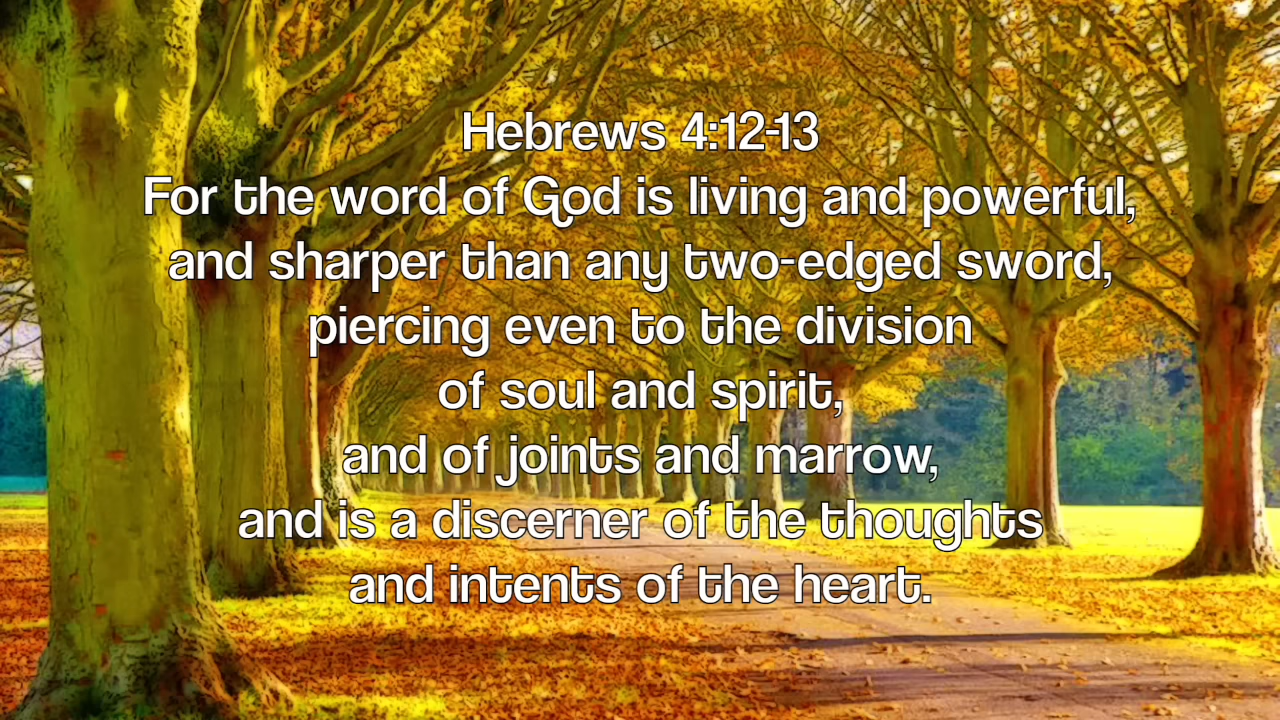 Hebrews 4:12-13
For the word of God is living and powerful,
and sharper than any two-edged sword,
piercing even to the division
of soul and spirit,
and of joints and marrow,
and is a discerner of the thoughts
and intents of the heart.